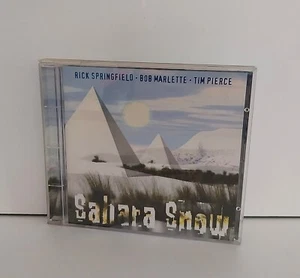 RICK SPRINGFIELD · BOB MARLETTE · TIM PIERCE
Sahara Snow